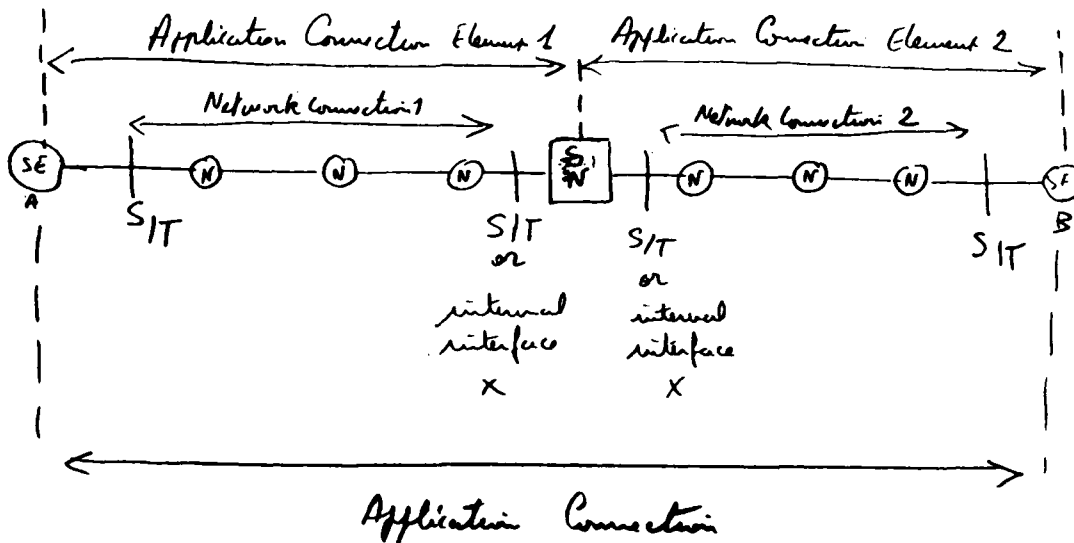 Application Connection Element 1 Application Connection Element 2
Network Connection 1 Network Connection 2
SE N N N N N N N SE
A B
S/T S/T S/T S/T
or or
internal internal
interface interface
x x
Application Connection